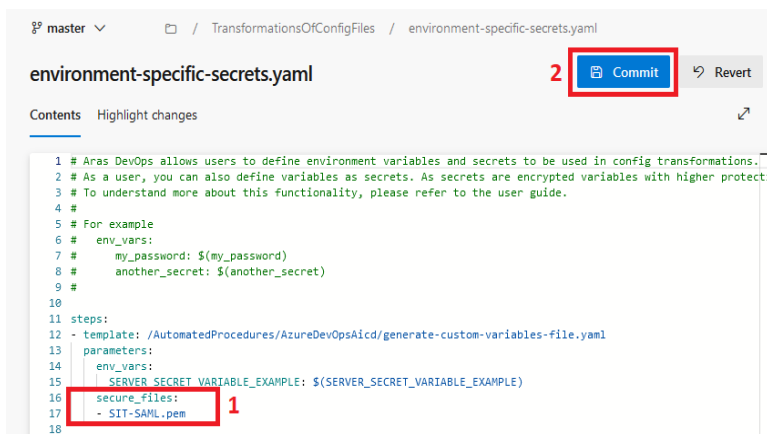 master / TransformationsOfConfigFiles / environment-specific-secrets.yaml
environment-specific-secrets.yaml 2 Commit Revert
Contents Highlight changes
1 # Aras DevOps allows users to define environment variables and secrets to be used in config transformations.
2 # As a user, you can also define variables as secrets. As secrets are encrypted variables with higher protect
3 # To understand more about this functionality, please refer to the user guide.
4 #
5 # For example
6 #   env_vars:
7 #      my_password: $(my_password)
8 #      another_secret: $(another_secret)
9 #
10
11 steps:
12 - template: /AutomatedProcedures/AzureDevOpsAicd/generate-custom-variables-file.yaml
13   parameters:
14     env_vars:
15       SERVER_SECRET_VARIABLE_EXAMPLE: $(SERVER_SECRET_VARIABLE_EXAMPLE)
16     secure_files:
17     - SIT-SAML.pem 1
18